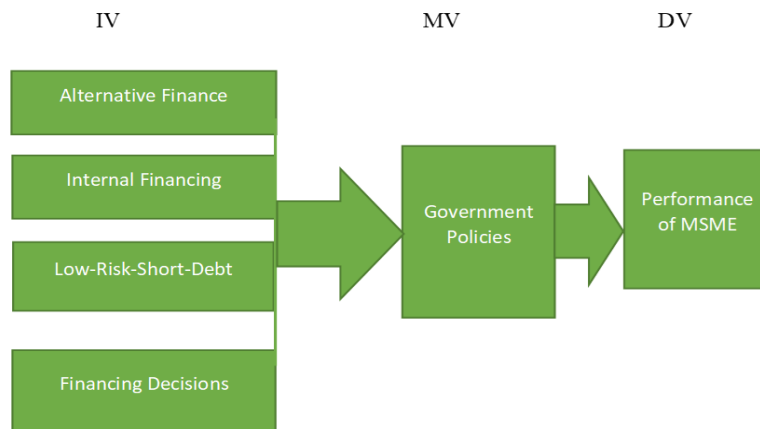 IV
MV
DV
Alternative Finance
Internal Financing
Low-Risk-Short-Debt
Financing Decisions
Government
Policies
Performance
of MSME